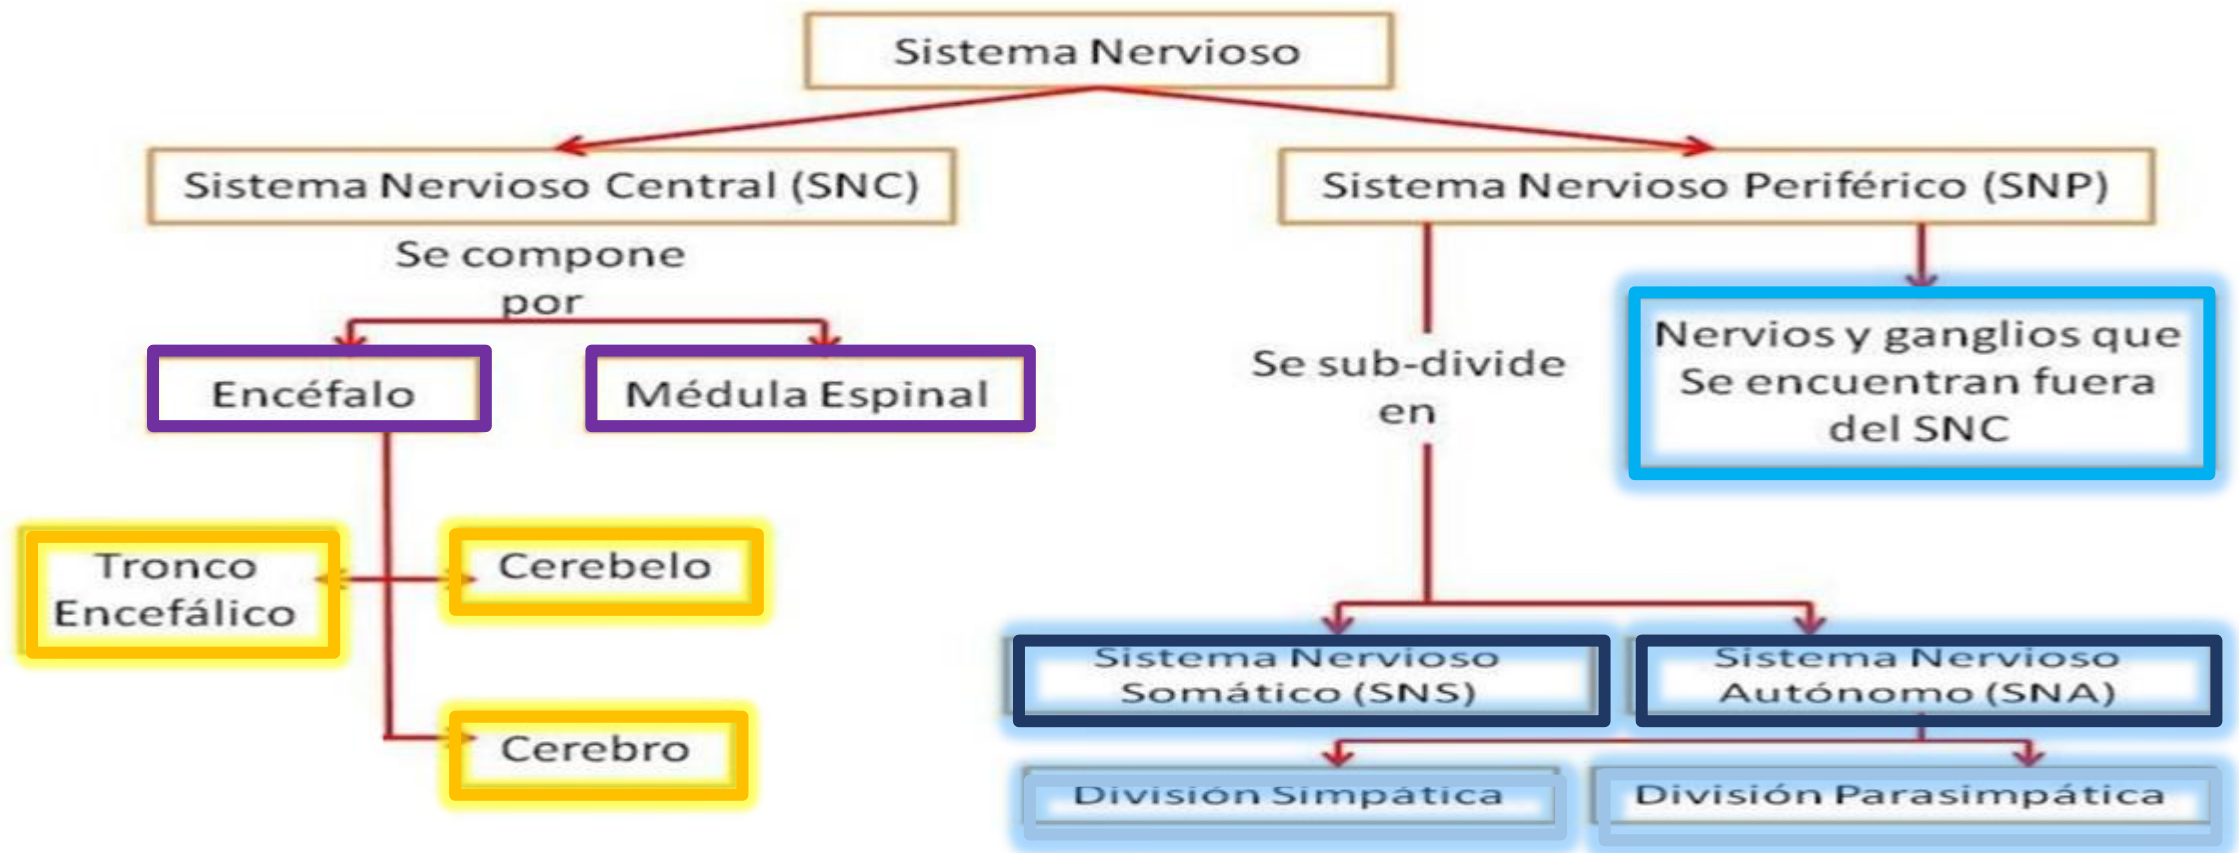 Sistema Nervioso
Sistema Nervioso Central (SNC)
Sistema Nervioso Periférico (SNP)
Se compone
por
Encéfalo
Médula Espinal
Se sub-divide
en
Nervios y ganglios que
Se encuentran fuera
del SNC
Tronco
Encefálico
Cerebelo
Cerebro
Sistema Nervioso
Somático (SNS)
Sistema Nervioso
Autónomo (SNA)
División Simpática
División Parasimpática